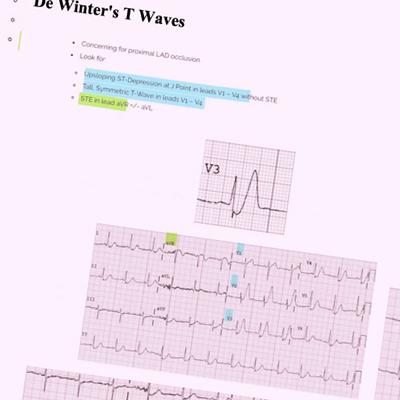 De Winter's T Waves
Concerning for proximal LAD occlusion
Look for:
Upsloping ST-Depression at J Point in leads V1 - V4 without STE
Tall, Symmetric T-Wave in leads V1 - V4
STE in lead aVR +/- aVL
V3
I aVR V1 V4
II aVL V2 V5
III aVF V3 V6